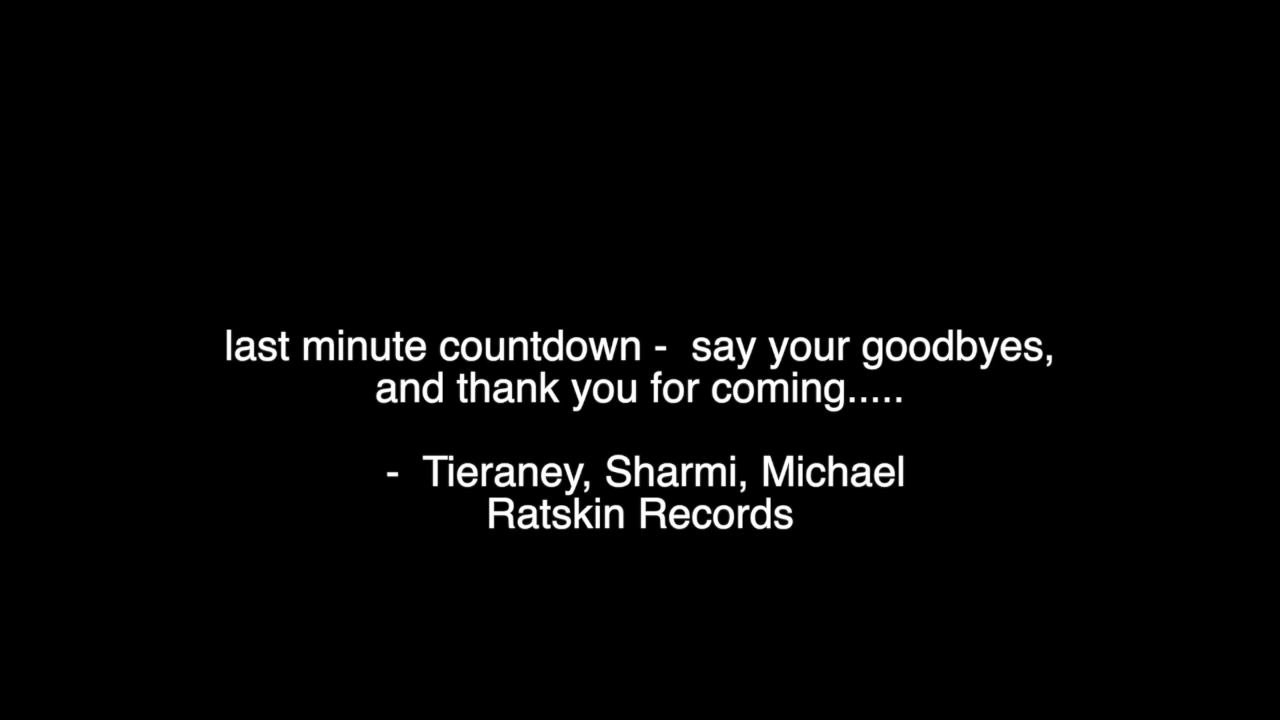 last minute countdown -  say your goodbyes,
and thank you for coming.....
-  Tieraney, Sharmi, Michael
Ratskin Records